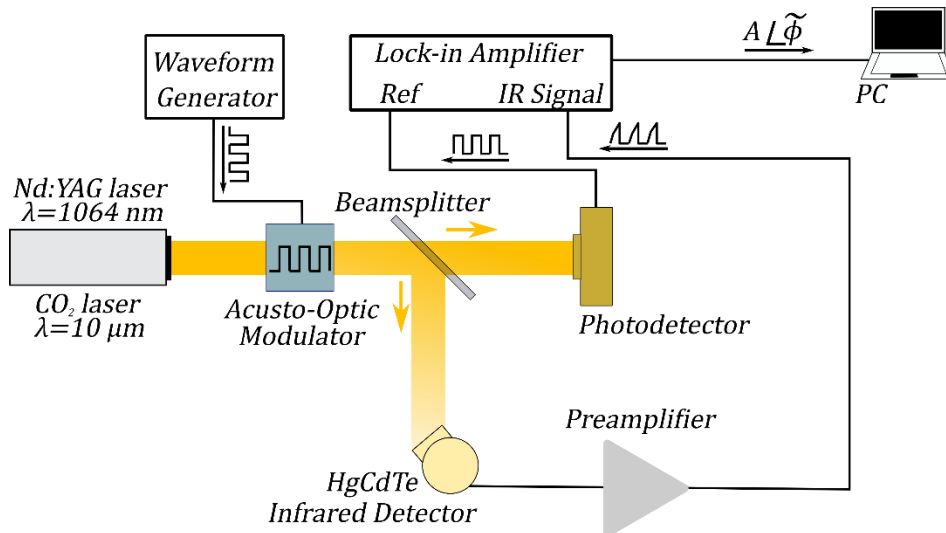 Waveform
Generator
Lock-in Amplifier
Ref
IR Signal
A∠ϕ̃
PC
Nd:YAG laser
λ=1064 nm
CO₂ laser
λ=10 μm
Acusto-Optic
Modulator
Beamsplitter
Photodetector
HgCdTe
Infrared Detector
Preamplifier